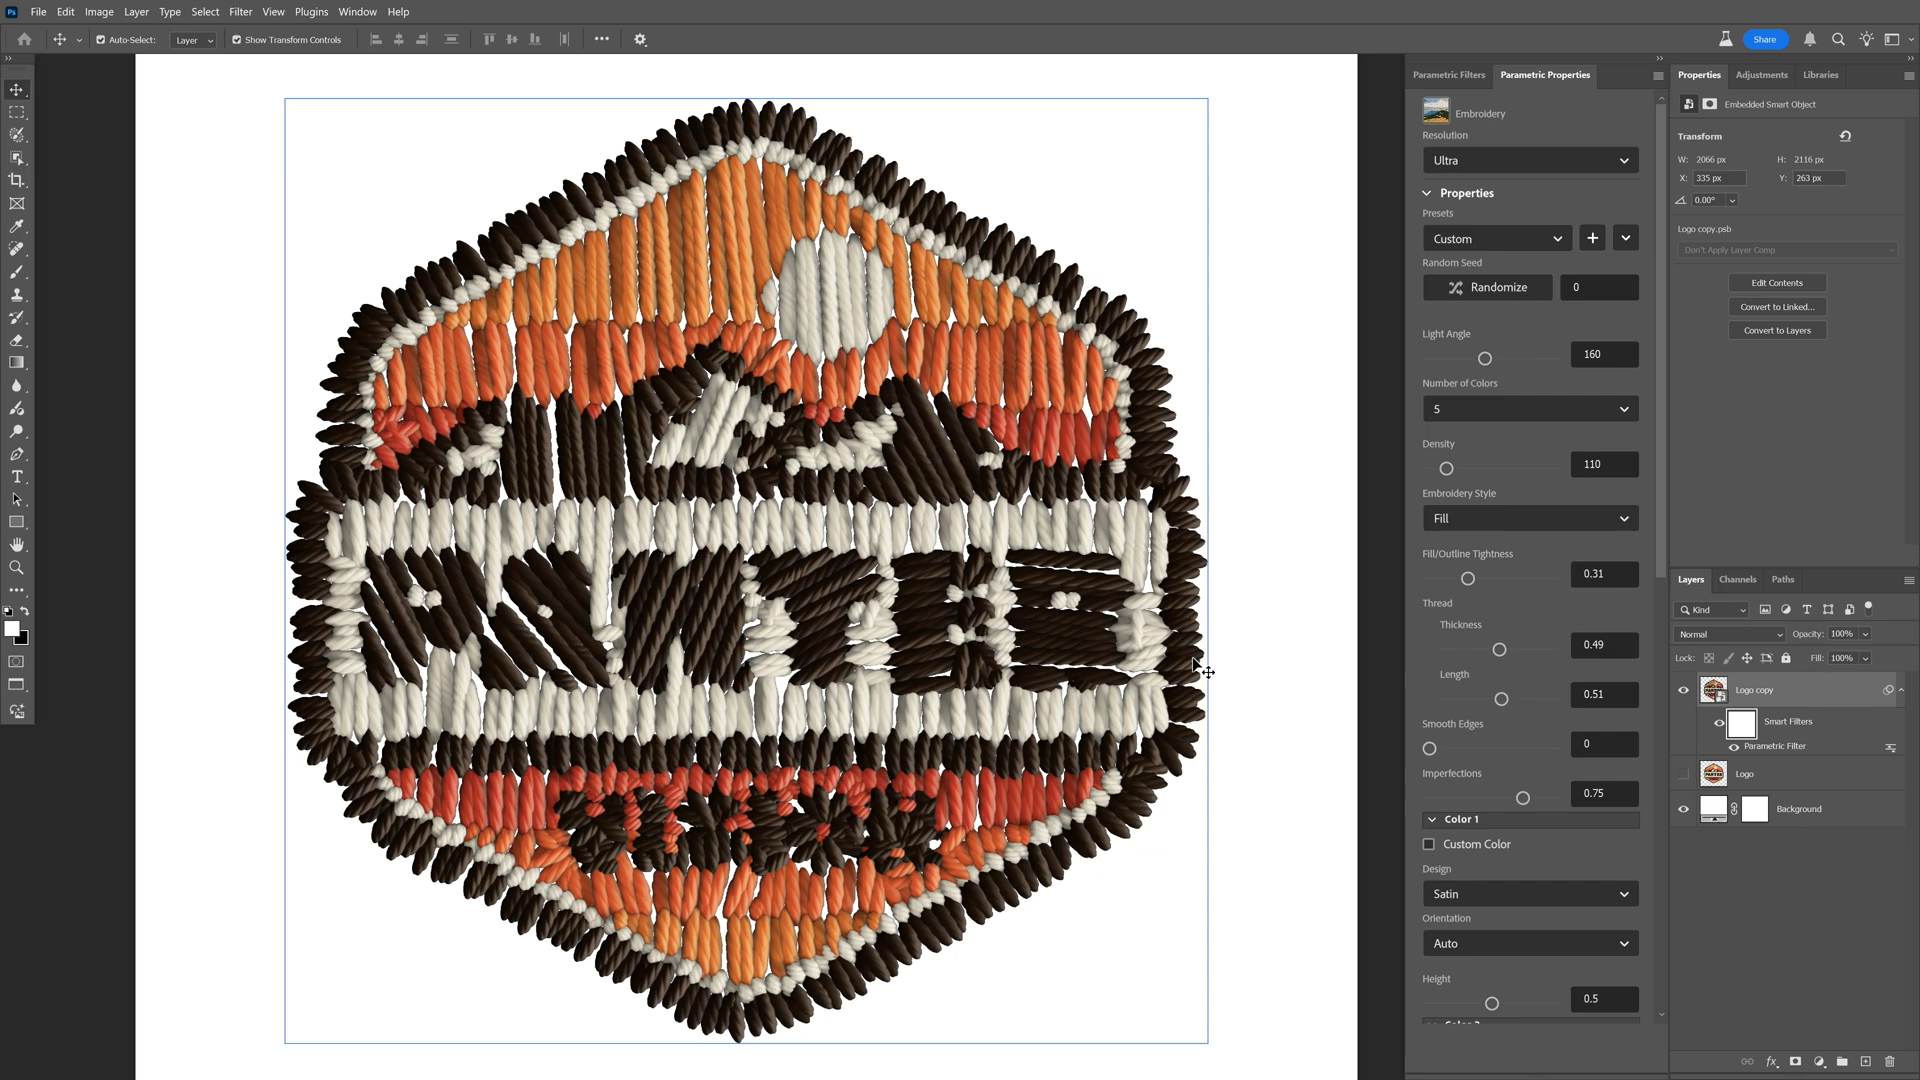 Ps File Edit Image Layer Type Select Filter View Plugins Window Help
Auto-Select: Layer Show Transform Controls Share
Parametric Filters Parametric Properties
Embroidery
Resolution
Ultra
Properties
Presets
Custom
Random Seed
Randomize 0
Light Angle
160
Number of Colors
5
Density
110
Embroidery Style
Fill
Fill/Outline Tightness
0.31
Thread
Thickness
0.49
Length
0.51
Smooth Edges
0
Imperfections
0.75
Color 1
Custom Color
Design
Satin
Orientation
Auto
Height
0.5
Properties Adjustments Libraries
Embedded Smart Object
Transform
W: 2066 px H: 2116 px
X: 335 px Y: 263 px
0.00°
Logo copy.psb
Don't Apply Layer Comp
Edit Contents
Convert to Linked...
Convert to Layers
Layers Channels Paths
Kind
Normal Opacity: 100%
Lock: Fill: 100%
Logo copy
Smart Filters
Parametric Filter
Logo
Background